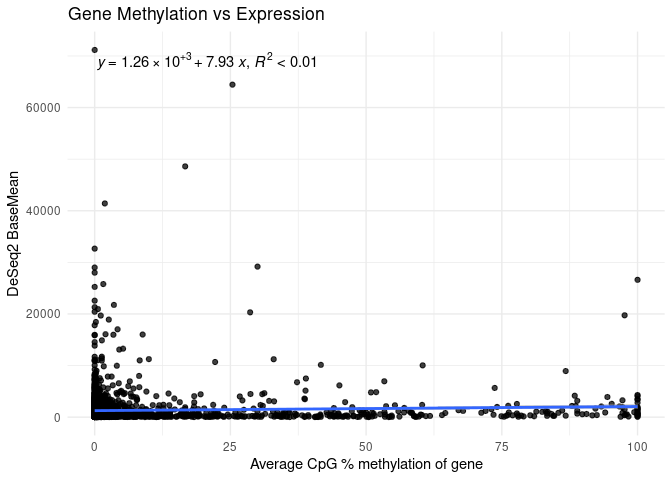 Gene Methylation vs Expression
y = 1.26 × 10⁺³ + 7.93 x, R² < 0.01
60000
40000
20000
0
DeSeq2 BaseMean
0 25 50 75 100
Average CpG % methylation of gene